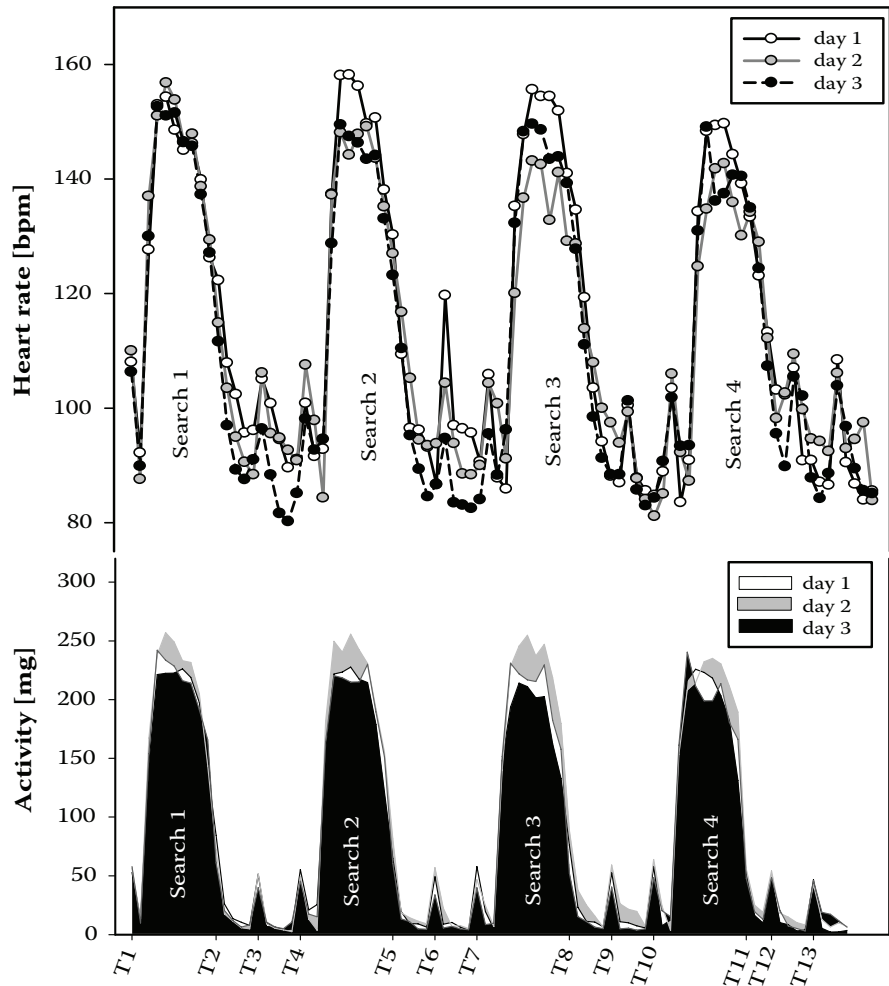 day 1
day 2
day 3
160
140
120
100
80
Heart rate [bpm]
Search 1
Search 2
Search 3
Search 4
day 1
day 2
day 3
300
250
200
150
100
50
0
Activity [mg]
Search 1
Search 2
Search 3
Search 4
T1
T2
T3
T4
T5
T6
T7
T8
T9
T10
T11
T12
T13